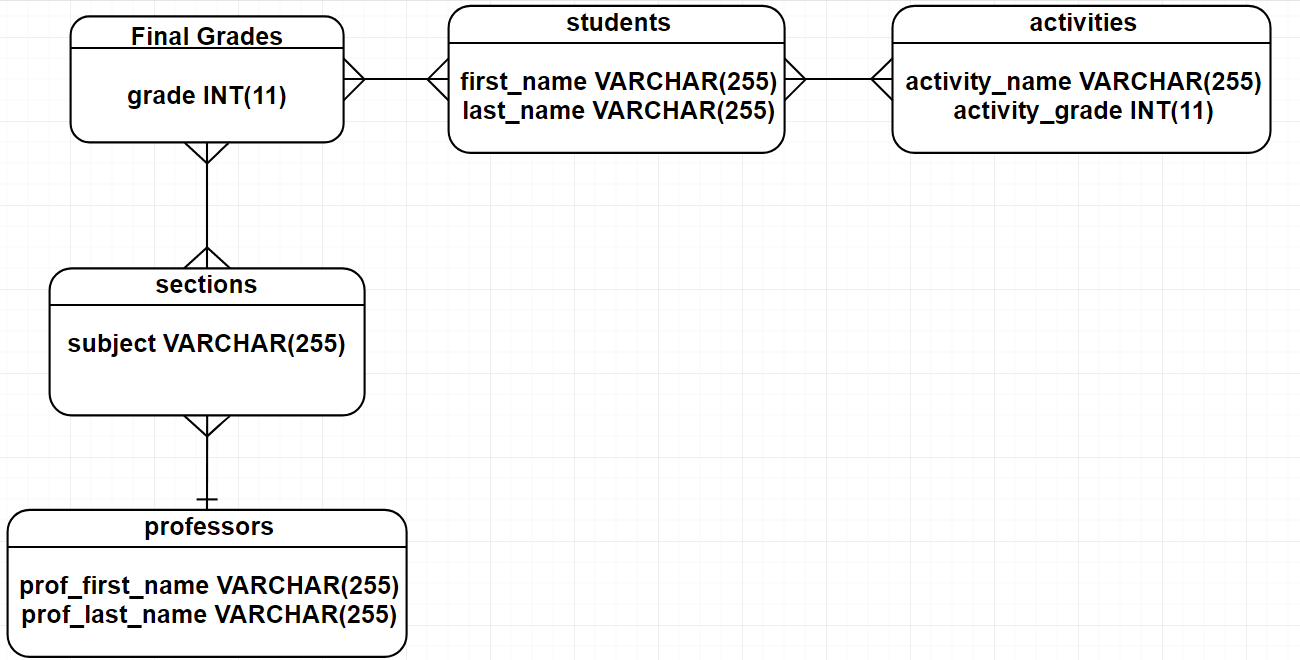 Final Grades
grade INT(11)
students
first_name VARCHAR(255)
last_name VARCHAR(255)
activities
activity_name VARCHAR(255)
activity_grade INT(11)
sections
subject VARCHAR(255)
professors
prof_first_name VARCHAR(255)
prof_last_name VARCHAR(255)